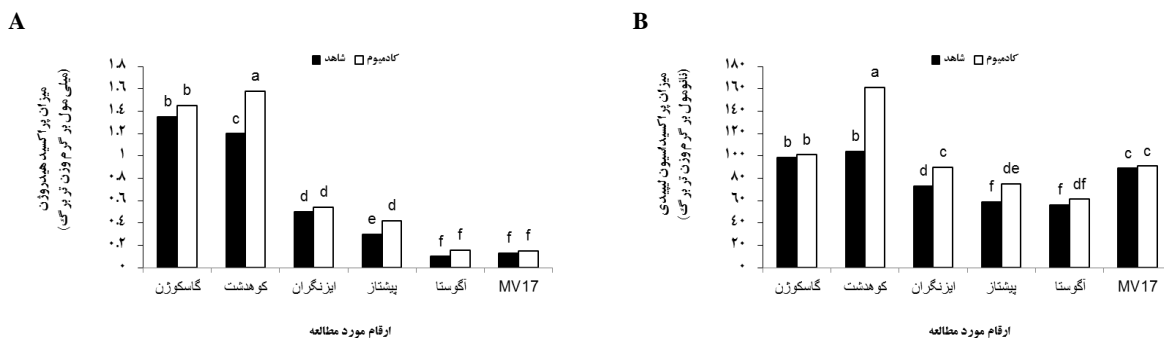 A
B
شاهد کادمیوم
شاهد کادمیوم
میزان پراکسید هیدروژن
(میلی مول بر گرم وزن تر برگ)
۱.۸
۱.۶
۱.۴
۱.۲
۱
۰.۸
۰.۶
۰.۴
۰.۲
۰
b b c a d d e d f f f f
گاسکوژن کوهدشت ایزنگران پیشتاز آگوستا MV17
ارقام مورد مطالعه
میزان پراکسیداسیون لیپیدی
(نانومول بر گرم وزن تر برگ)
۱۸۰
۱۶۰
۱۴۰
۱۲۰
۱۰۰
۸۰
۶۰
۴۰
۲۰
۰
b b b a d c f de f df c c
گاسکوژن کوهدشت ایزنگران پیشتاز آگوستا MV17
ارقام مورد مطالعه